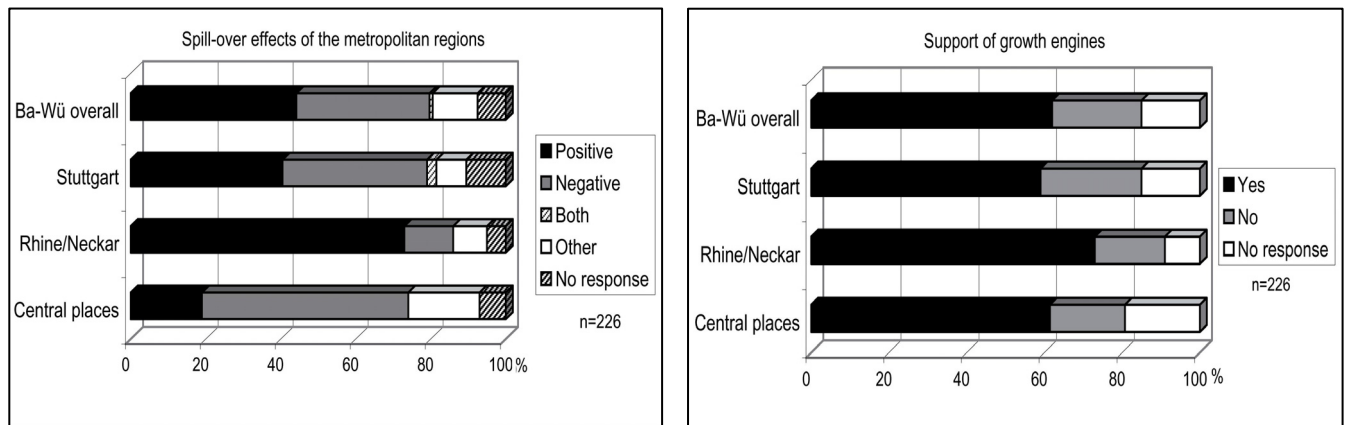 Spill-over effects of the metropolitan regions
Ba-Wü overall
Stuttgart
Rhine/Neckar
Central places
0 20 40 60 80 100 %
Positive
Negative
Both
Other
No response
n=226
Support of growth engines
Ba-Wü overall
Stuttgart
Rhine/Neckar
Central places
0 20 40 60 80 100 %
Yes
No
No response
n=226